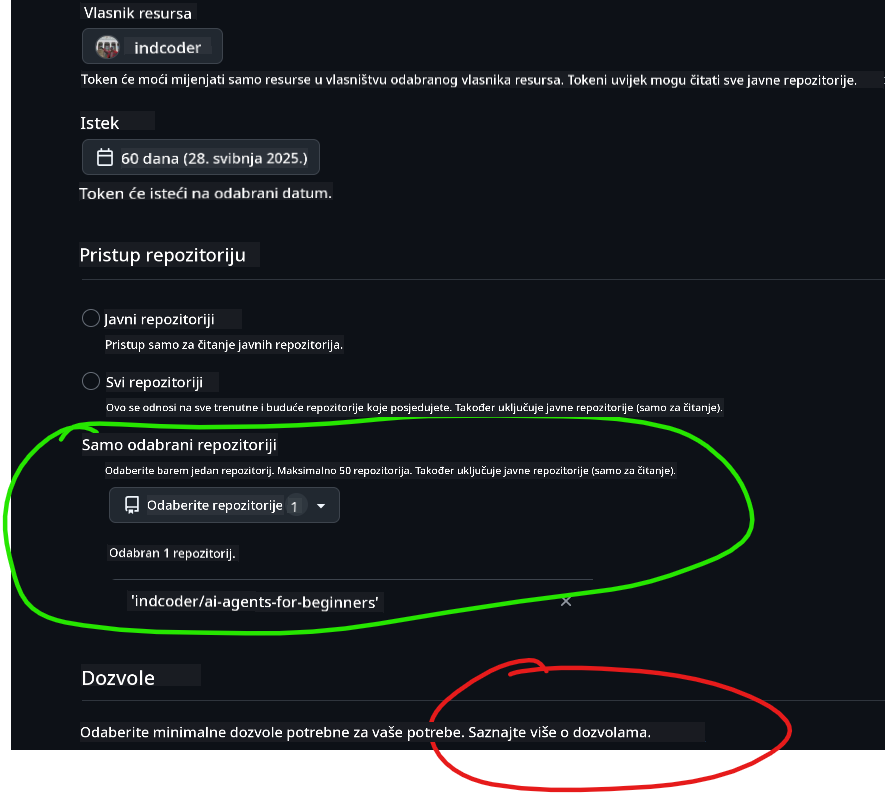 Vlasnik resursa
indcoder
Token će moći mijenjati samo resurse u vlasništvu odabranog vlasnika resursa. Tokeni uvijek mogu čitati sve javne repozitorije.
Istek
60 dana (28. svibnja 2025.)
Token će isteći na odabrani datum.
Pristup repozitoriju
Javni repozitoriji
Pristup samo za čitanje javnih repozitorija.
Svi repozitoriji
Ovo se odnosi na sve trenutne i buduće repozitorije koje posjedujete. Također uključuje javne repozitorije (samo za čitanje).
Samo odabrani repozitoriji
Odaberite barem jedan repozitorij. Maksimalno 50 repozitorija. Također uključuje javne repozitorije (samo za čitanje).
Odaberite repozitorije 1
Odabran 1 repozitorij.
'indcoder/ai-agents-for-beginners'
Dozvole
Odaberite minimalne dozvole potrebne za vaše potrebe. Saznajte više o dozvolama.